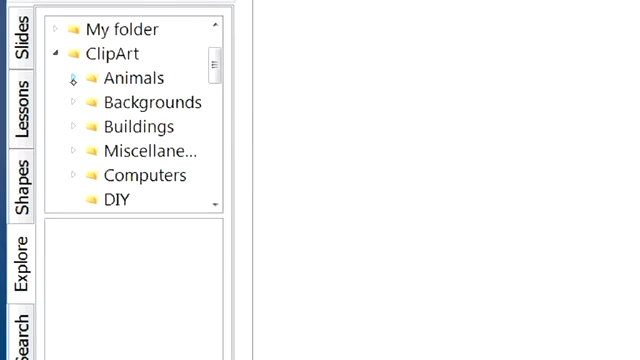 Slides
Lessons
Shapes
Explore
Search
My folder
ClipArt
Animals
Backgrounds
Buildings
Miscellane...
Computers
DIY